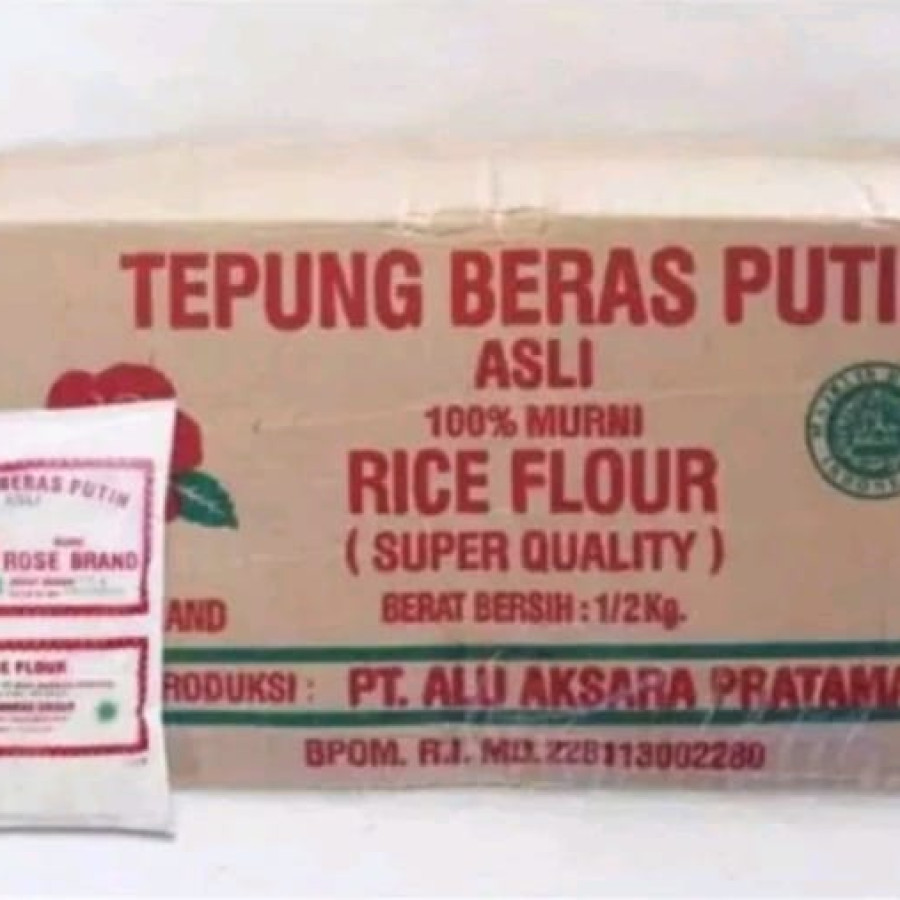 TEPUNG BERAS PUTI
ASLI
100% MURNI
RICE FLOUR
( SUPER QUALITY )
BERAT BERSIH : 1/2 Kg.
AND
RODUKSI : PT. ALU AKSARA PRATAMA
BPOM. R.I. MD. 228113002280
BERAS PUTIH
ASLI
ROSE BRAND
E FLOUR